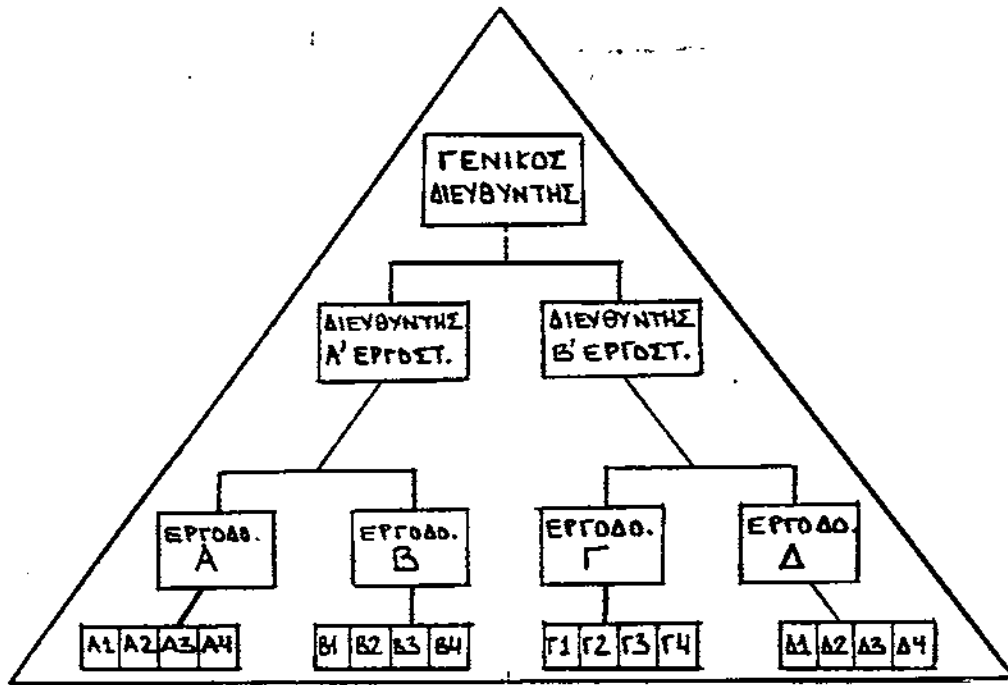 ΓΕΝΙΚΟΣ
ΔΙΕΥΘΥΝΤΗΣ
ΔΙΕΥΘΥΝΤΗΣ
Α' ΕΡΓΟΣΤ.
ΔΙΕΥΘΥΝΤΗΣ
Β' ΕΡΓΟΣΤ.
ΕΡΓΟΔΟ.
Α
ΕΡΓΟΔΟ.
Β
ΕΡΓΟΔΟ.
Γ
ΕΡΓΟΔΟ.
Δ
Α1 Α2 Α3 Α4
Β1 Β2 Β3 Β4
Γ1 Γ2 Γ3 Γ4
Δ1 Δ2 Δ3 Δ4